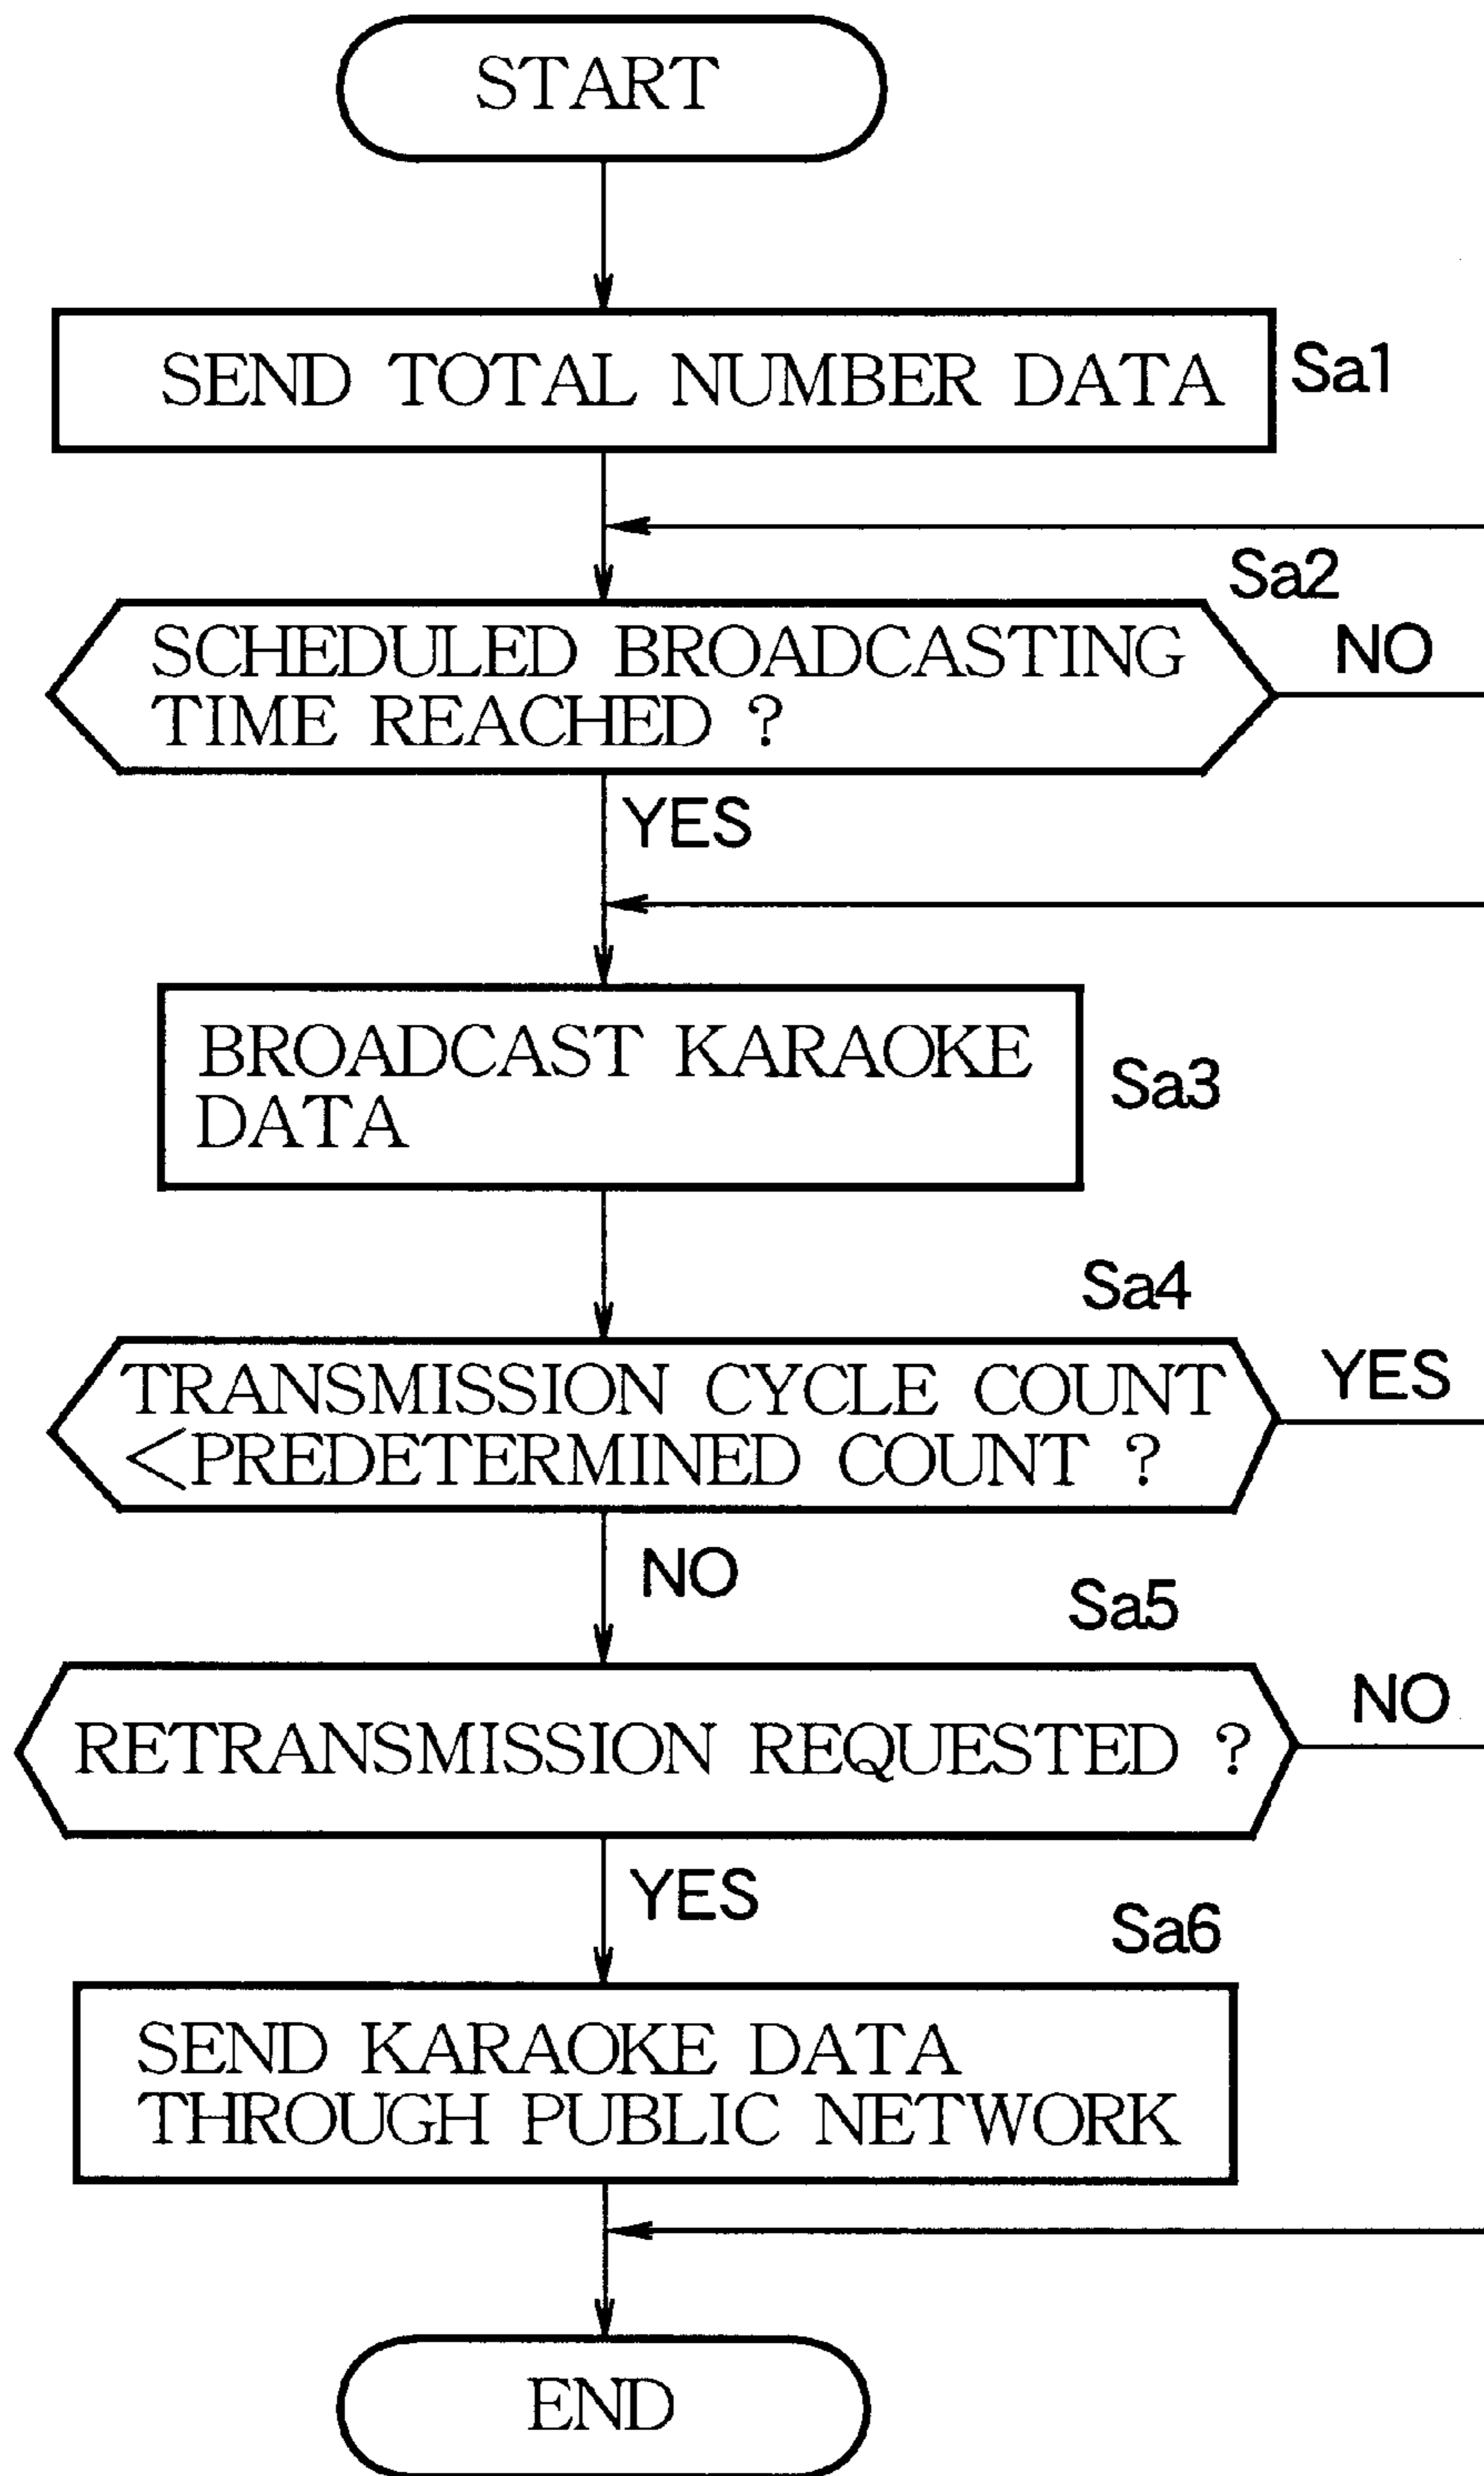 START
SEND TOTAL NUMBER DATA
Sa1
Sa2
SCHEDULED BROADCASTING
TIME REACHED ?
NO
YES
BROADCAST KARAOKE
DATA
Sa3
Sa4
TRANSMISSION CYCLE COUNT
<PREDETERMINED COUNT ?
YES
NO
Sa5
RETRANSMISSION REQUESTED ?
NO
YES
Sa6
SEND KARAOKE DATA
THROUGH PUBLIC NETWORK
END